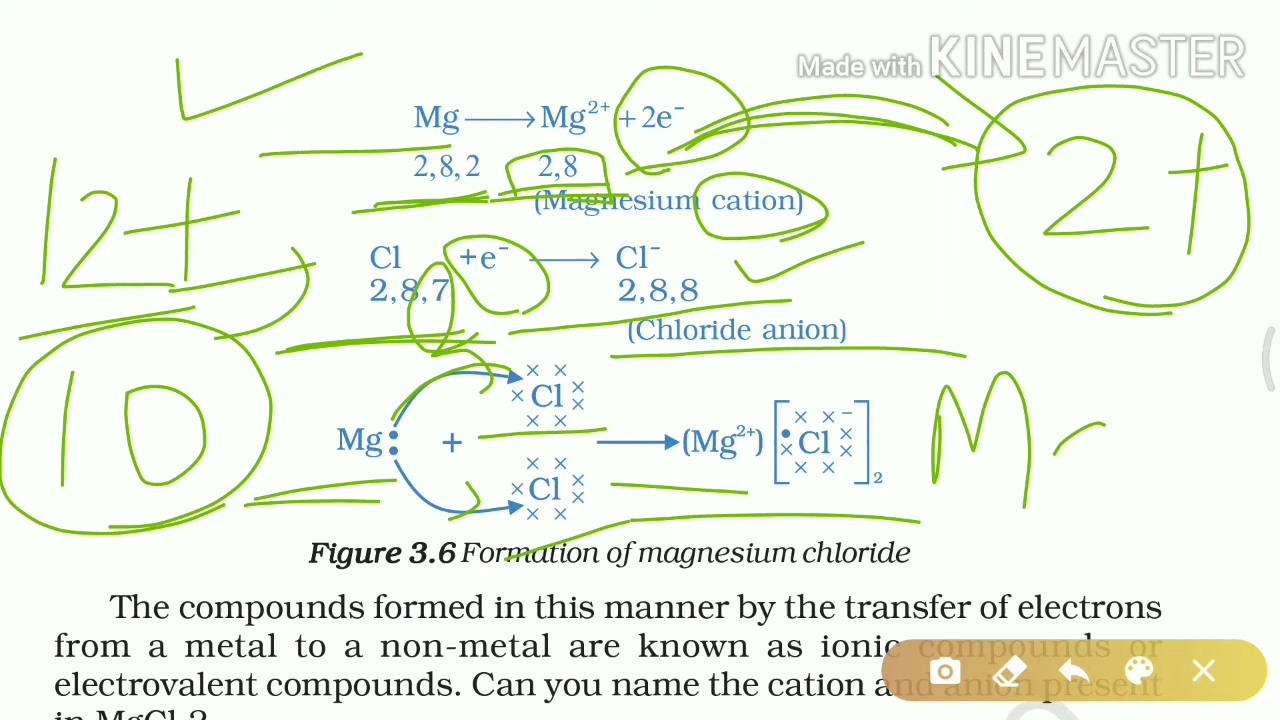 Made with KINEMASTER
Mg ⟶ Mg²⁺ + 2e⁻
2,8,2 2,8
(Magnesium cation)
12+
2+
Cl +e⁻ ⟶ Cl⁻
2,8,7 2,8,8
(Chloride anion)
10
M
× ×
× Cl ×
×
× ×
Mg : + ⟶ (Mg²⁺) [× × − • × Cl × × × ×]₂
× ×
× Cl ×
×
× ×
Figure 3.6 Formation of magnesium chloride
The compounds formed in this manner by the transfer of electrons
from a metal to a non-metal are known as ionic compounds or
electrovalent compounds. Can you name the cation and anion present
in MgCl ?